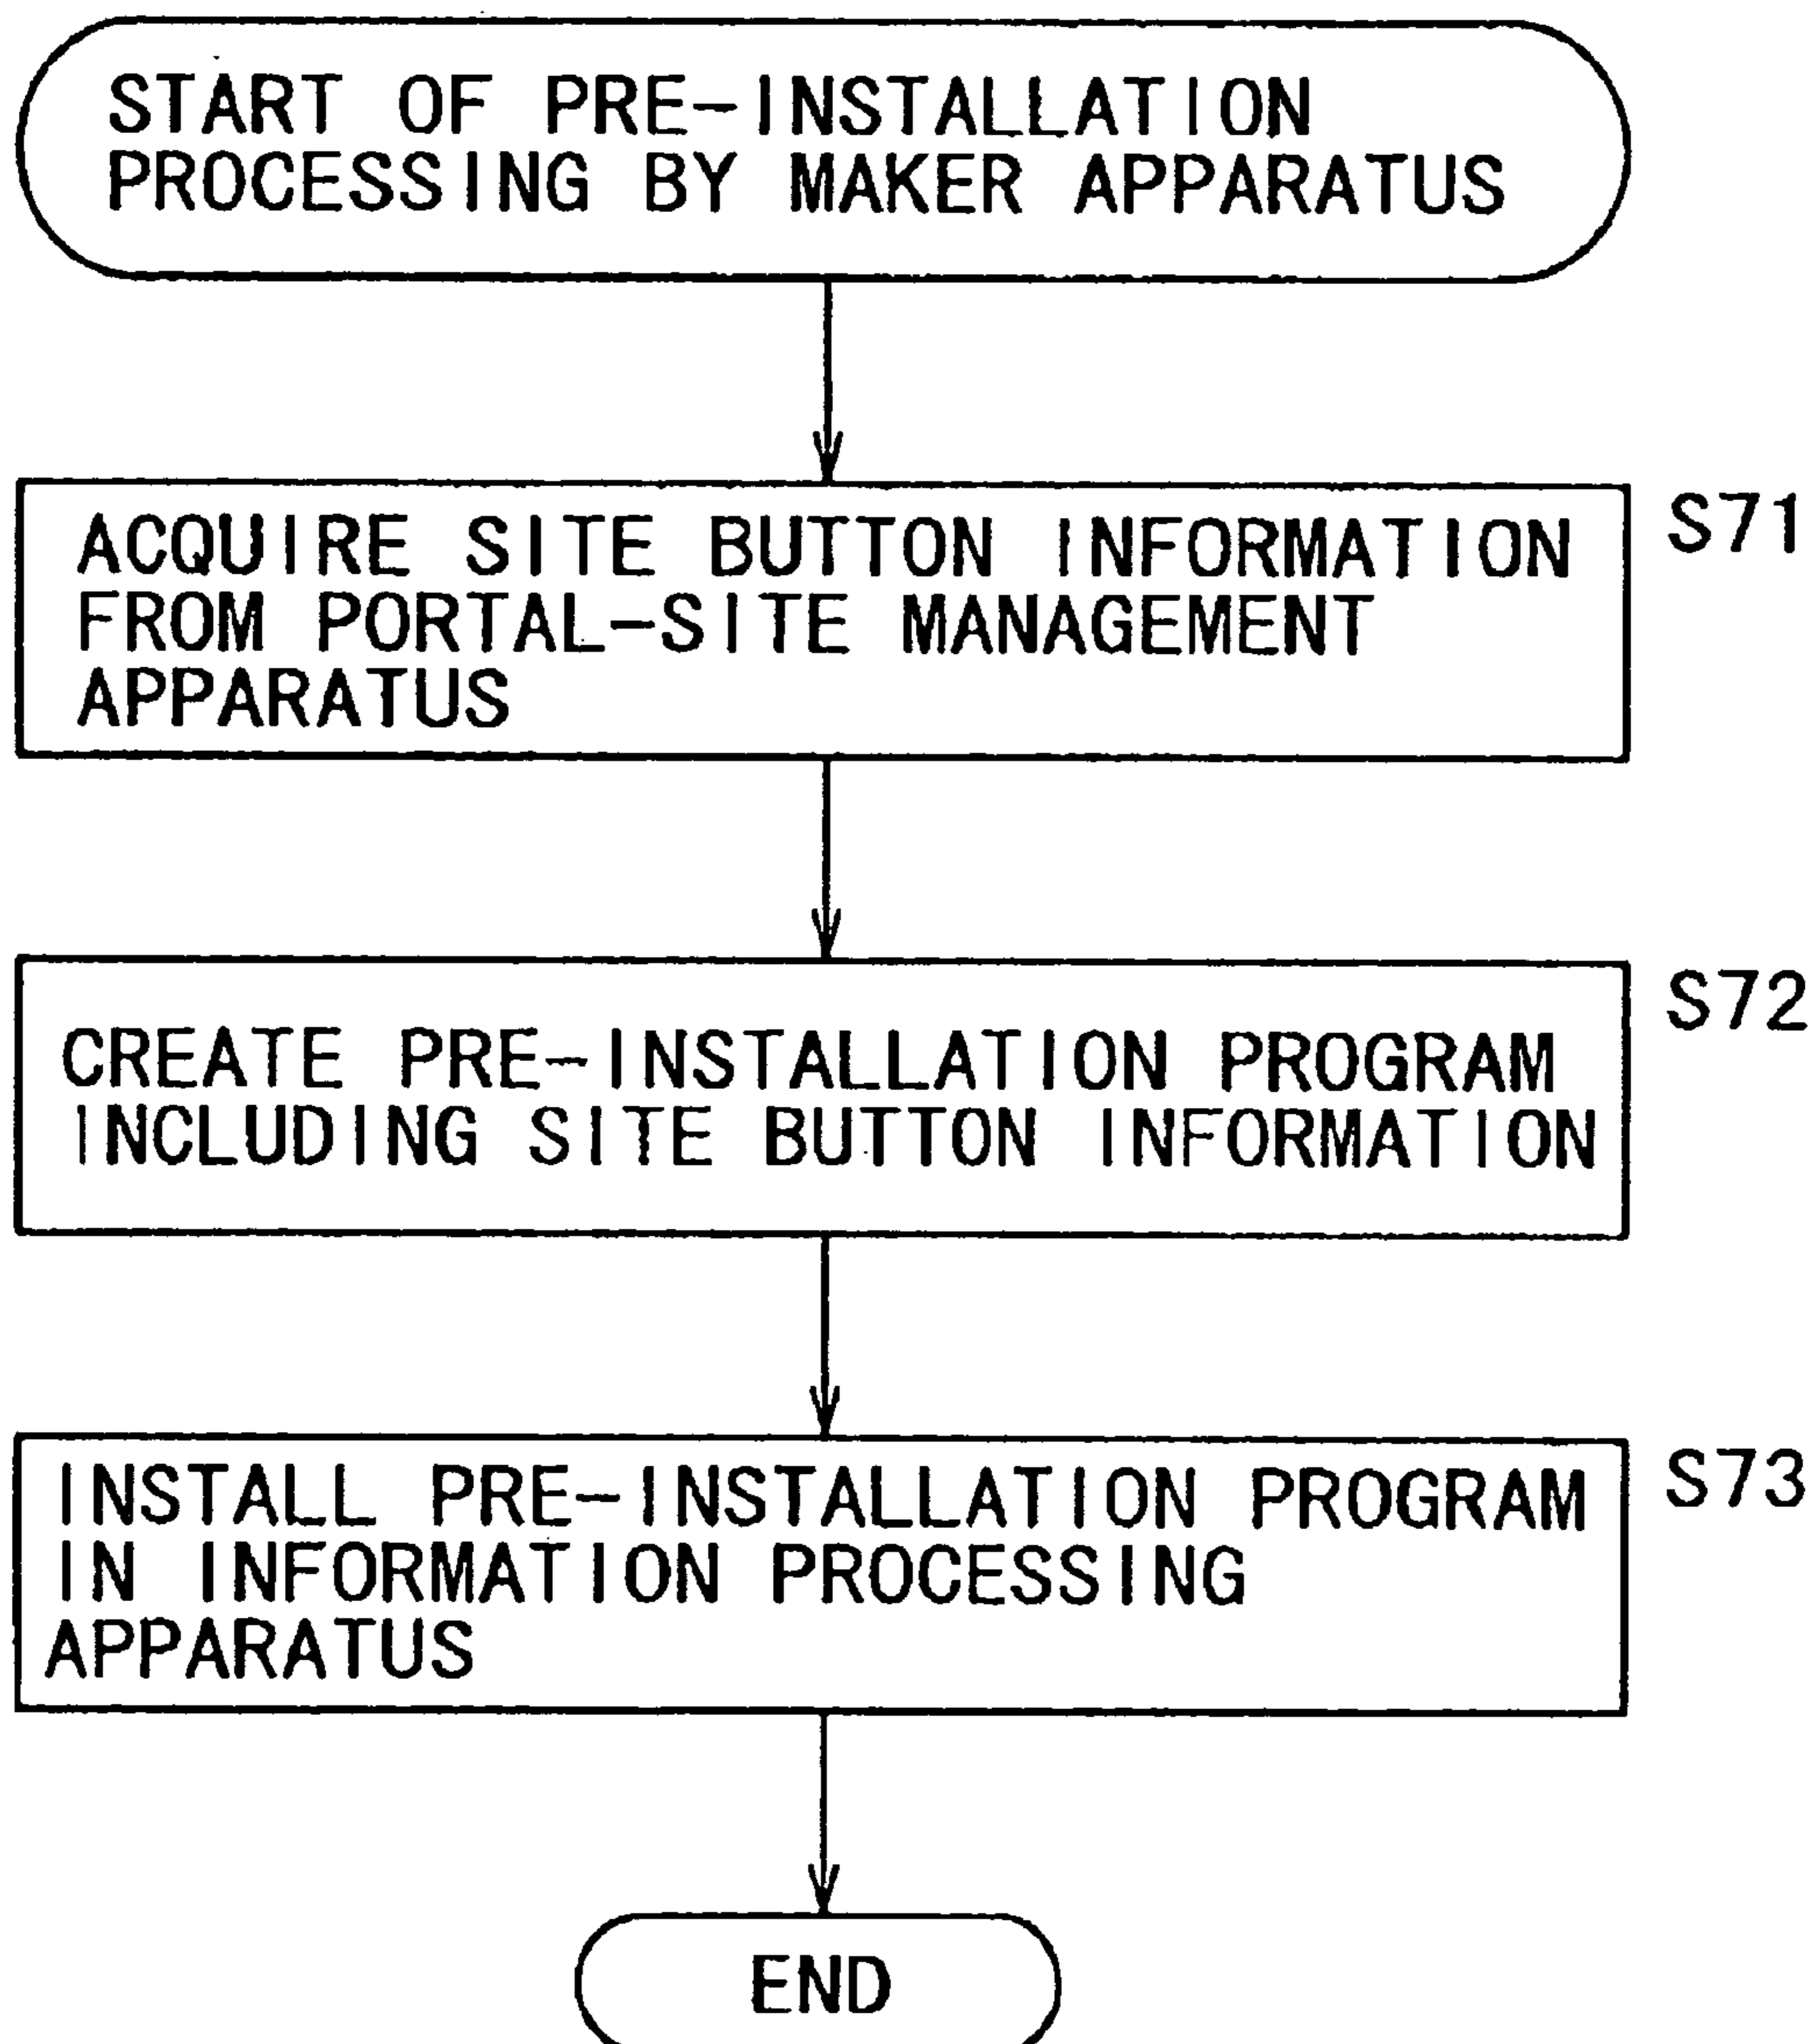 START OF PRE-INSTALLATION
PROCESSING BY MAKER APPARATUS
ACQUIRE SITE BUTTON INFORMATION
FROM PORTAL-SITE MANAGEMENT
APPARATUS
S71
CREATE PRE-INSTALLATION PROGRAM
INCLUDING SITE BUTTON INFORMATION
S72
INSTALL PRE-INSTALLATION PROGRAM
IN INFORMATION PROCESSING
APPARATUS
S73
END